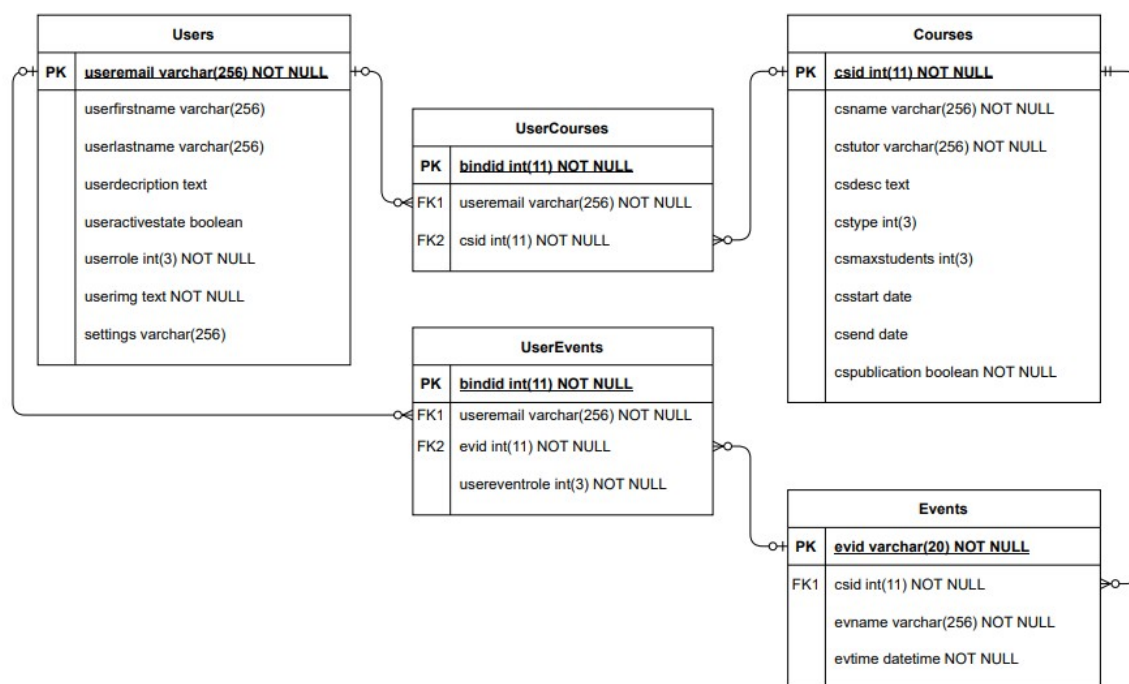 Users
PK useremail varchar(256) NOT NULL
userfirstname varchar(256)
userlastname varchar(256)
userdecription text
useractivestate boolean
userrole int(3) NOT NULL
userimg text NOT NULL
settings varchar(256)
UserCourses
PK bindid int(11) NOT NULL
FK1 useremail varchar(256) NOT NULL
FK2 csid int(11) NOT NULL
UserEvents
PK bindid int(11) NOT NULL
FK1 useremail varchar(256) NOT NULL
FK2 evid int(11) NOT NULL
usereventrole int(3) NOT NULL
Courses
PK csid int(11) NOT NULL
csname varchar(256) NOT NULL
cstutor varchar(256) NOT NULL
csdesc text
cstype int(3)
csmaxstudents int(3)
csstart date
csend date
cspublication boolean NOT NULL
Events
PK evid varchar(20) NOT NULL
FK1 csid int(11) NOT NULL
evname varchar(256) NOT NULL
evtime datetime NOT NULL